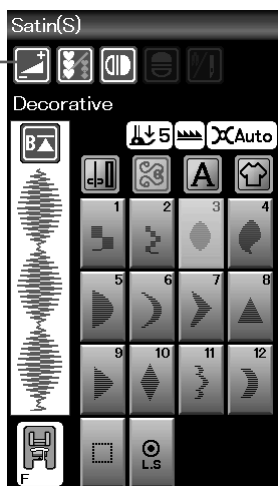 Satin(S)
Decorative
B
5
Auto
A
1 2 3 4
5 6 7 8
9 10 11 12
F
L.S